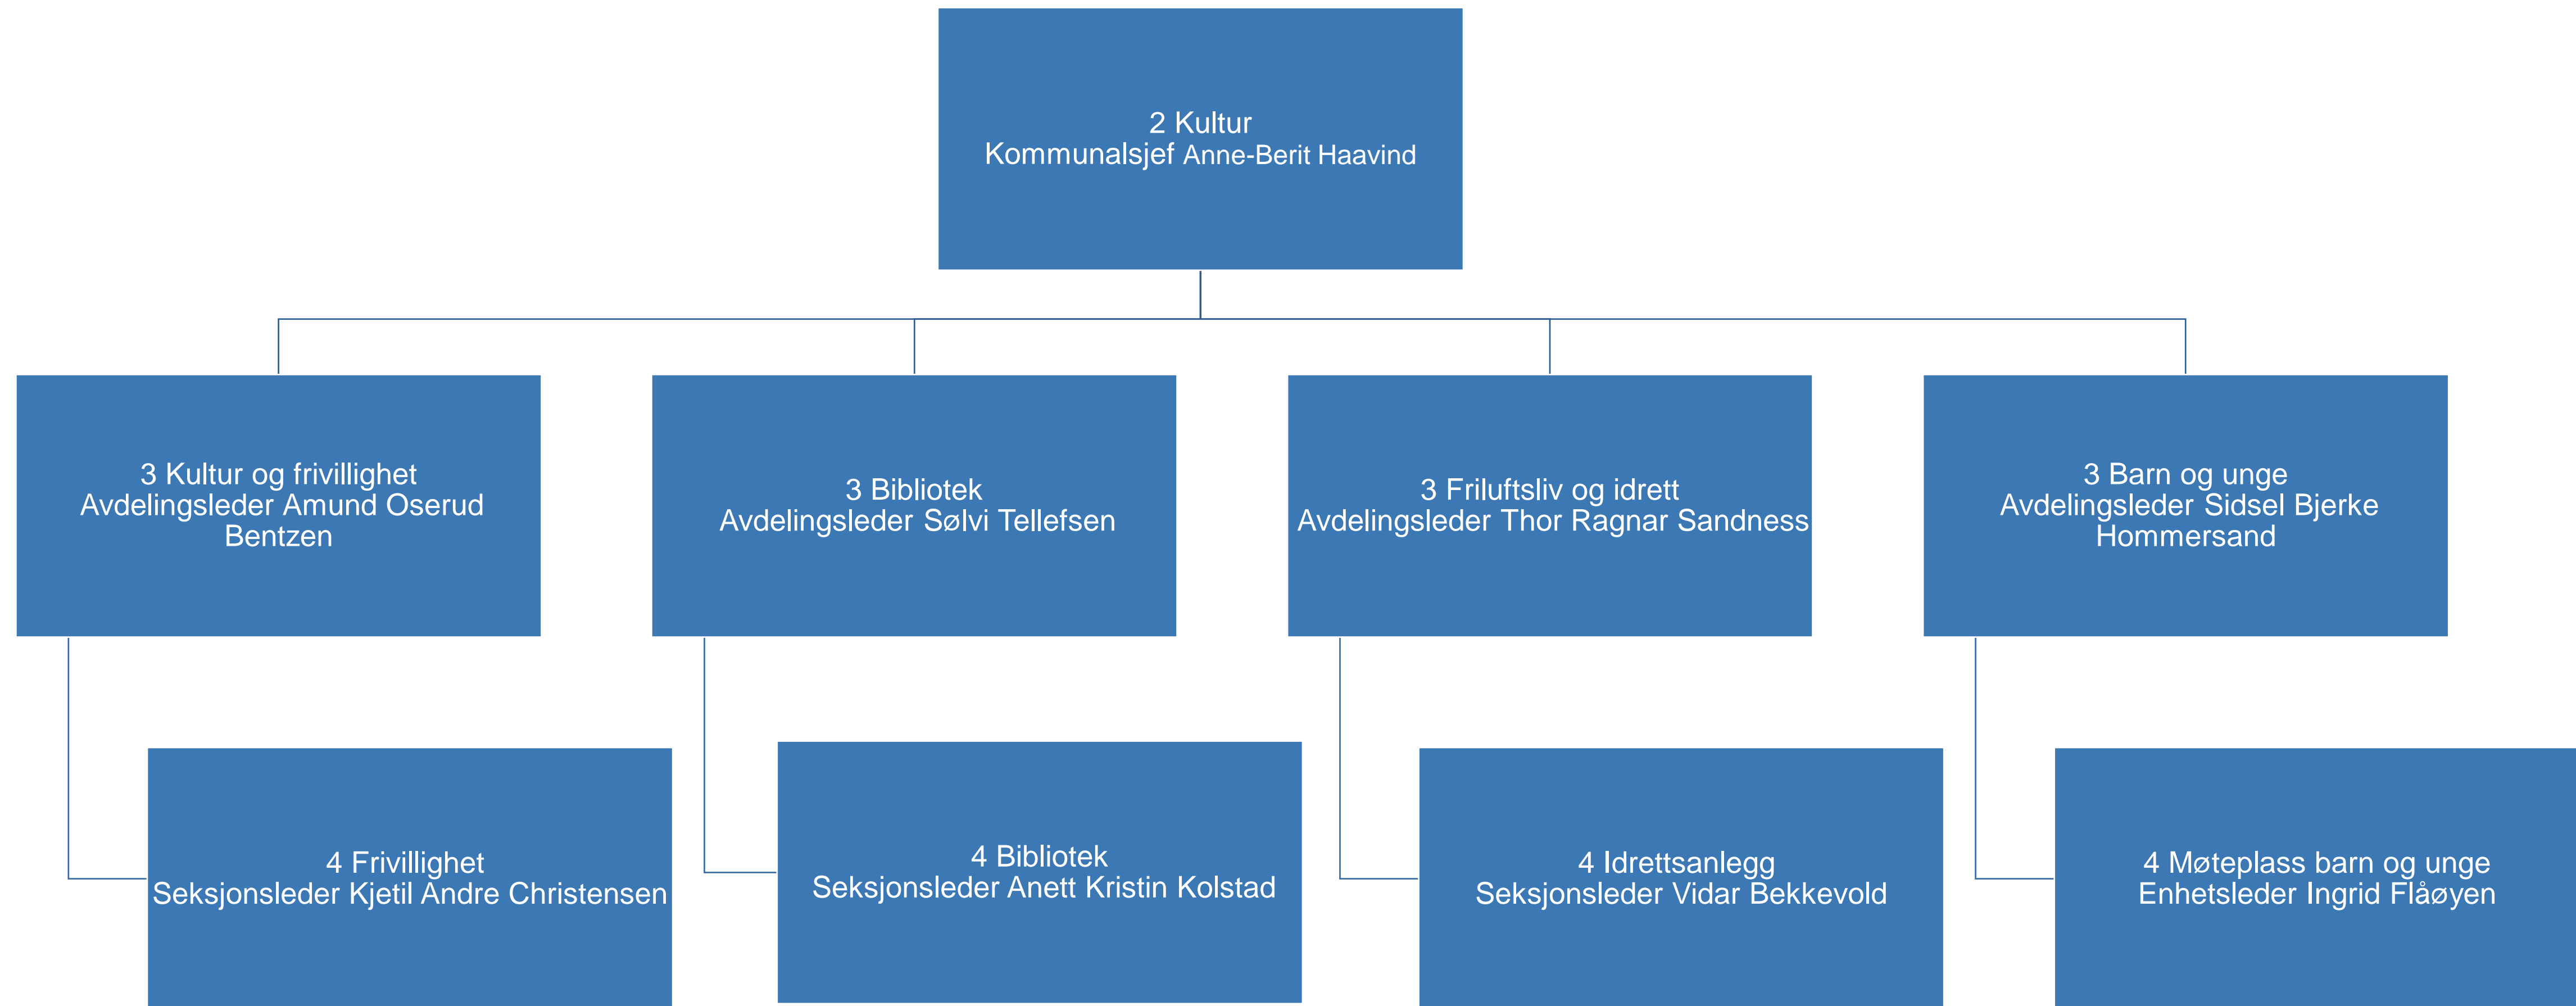 2 Kultur
Kommunalsjef Anne-Berit Haavind
3 Kultur og frivillighet
Avdelingsleder Amund Oserud
Bentzen
3 Bibliotek
Avdelingsleder Sølvi Tellefsen
3 Friluftsliv og idrett
Avdelingsleder Thor Ragnar Sandness
3 Barn og unge
Avdelingsleder Sidsel Bjerke
Hommersand
4 Frivillighet
Seksjonsleder Kjetil Andre Christensen
4 Bibliotek
Seksjonsleder Anett Kristin Kolstad
4 Idrettsanlegg
Seksjonsleder Vidar Bekkevold
4 Møteplass barn og unge
Enhetsleder Ingrid Flåøyen